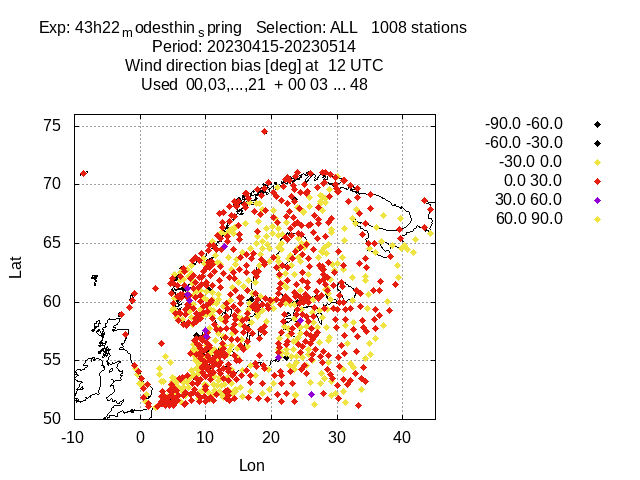 Exp: 43h22modesthinspring Selection: ALL 1008 stations
Period: 20230415-20230514
Wind direction bias [deg] at 12 UTC
Used 00,03,...,21 + 00 03 ... 48
-90.0 -60.0
-60.0 -30.0
-30.0 0.0
0.0 30.0
30.0 60.0
60.0 90.0
75
70
65
60
55
50
Lat
-10 0 10 20 30 40
Lon